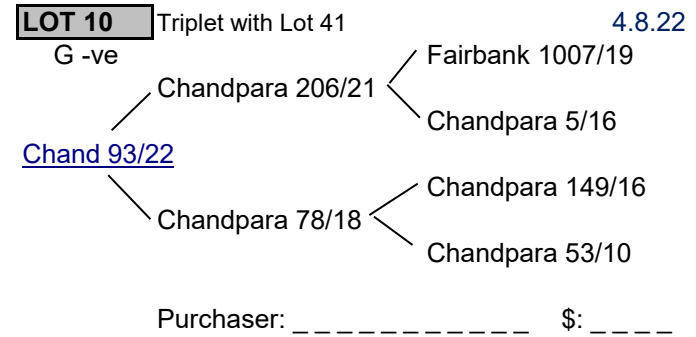 LOT 10 Triplet with Lot 41 4.8.22
G -ve
Fairbank 1007/19
Chandpara 206/21
Chandpara 5/16
Chand 93/22
Chandpara 149/16
Chandpara 78/18
Chandpara 53/10
Purchaser: _ _ _ _ _ _ _ _ _ _ _ $: _ _ _ _